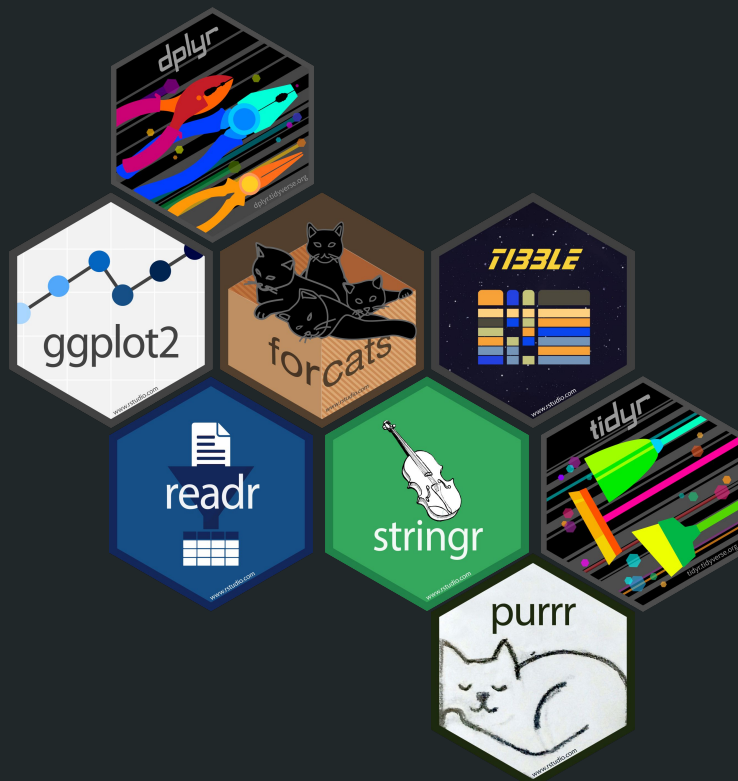 dplyr
dplyr.tidyverse.org
ggplot2
www.rstudio.com
forcats
www.rstudio.com
TIBBLE
www.rstudio.com
readr
www.rstudio.com
stringr
www.rstudio.com
tidyr
tidyr.tidyverse.org
purrr
www.rstudio.com